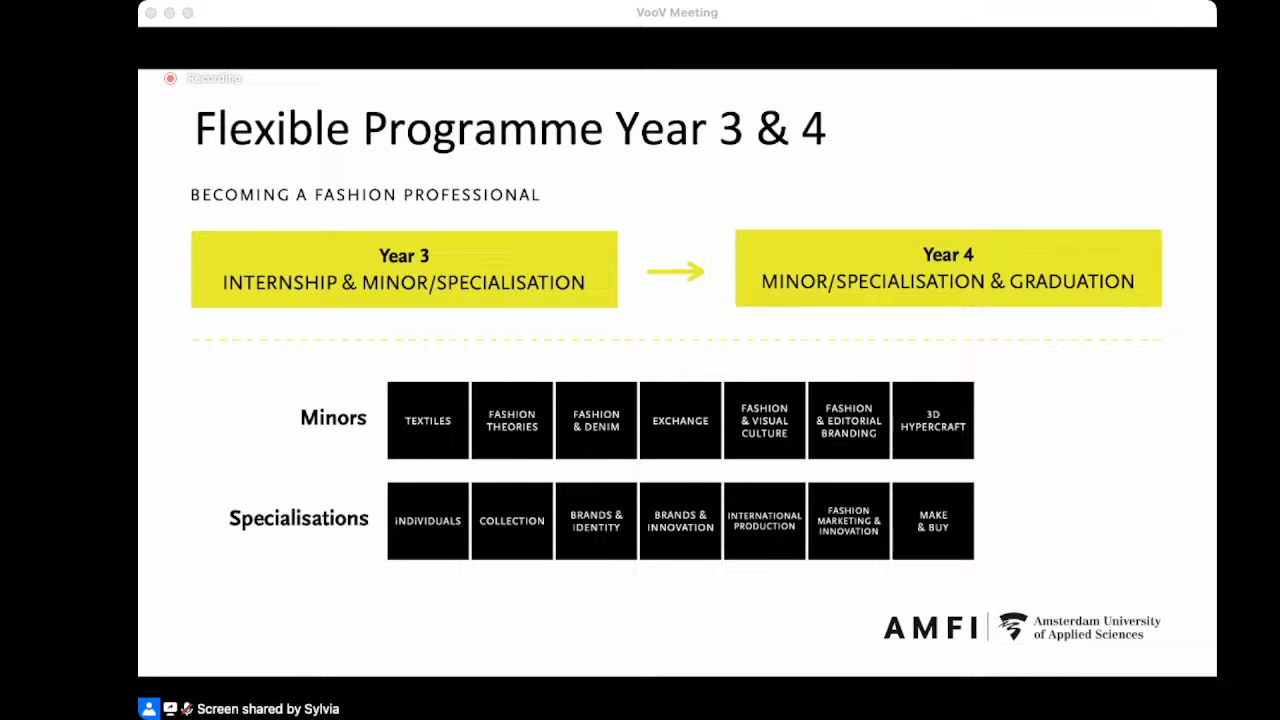 VooV Meeting
Recording
Flexible Programme Year 3 & 4
BECOMING A FASHION PROFESSIONAL
Year 3
INTERNSHIP & MINOR/SPECIALISATION
Year 4
MINOR/SPECIALISATION & GRADUATION
Minors
TEXTILES
FASHION
THEORIES
FASHION
& DENIM
EXCHANGE
FASHION
& VISUAL
CULTURE
FASHION
& EDITORIAL
BRANDING
3D
HYPERCRAFT
Specialisations
INDIVIDUALS
COLLECTION
BRANDS &
IDENTITY
BRANDS &
INNOVATION
INTERNATIONAL
PRODUCTION
FASHION
MARKETING &
INNOVATION
MAKE
& BUY
AMFI
Amsterdam University
of Applied Sciences
Screen shared by Sylvia